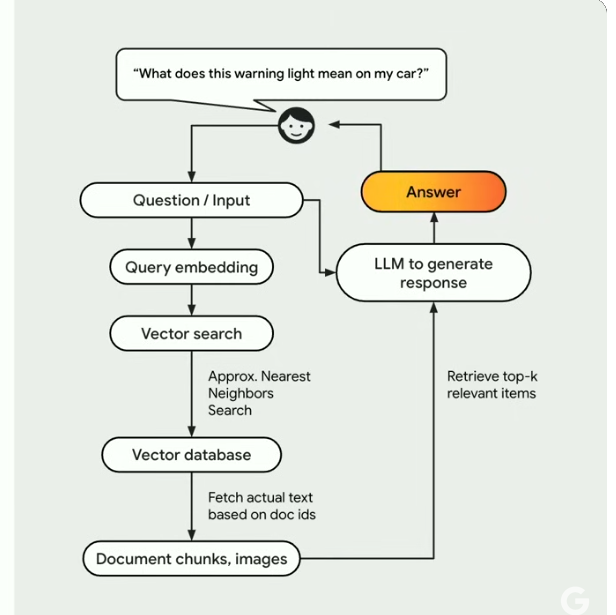 “What does this warning light mean on my car?”
Question / Input
Answer
Query embedding
LLM to generate
response
Vector search
Approx. Nearest
Neighbors
Search
Retrieve top-k
relevant items
Vector database
Fetch actual text
based on doc ids
Document chunks, images
G